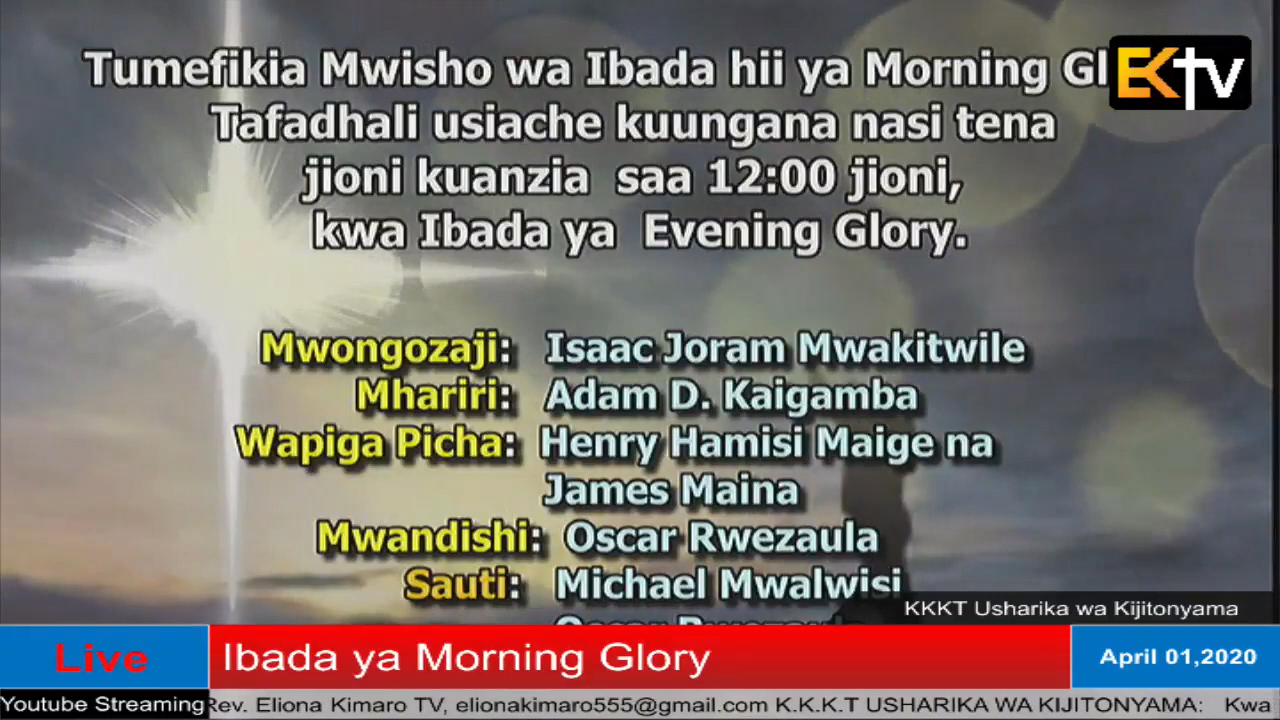 Tumefikia Mwisho wa Ibada hii ya Morning Gl
EKTV
Tafadhali usiache kuungana nasi tena
jioni kuanzia saa 12:00 jioni,
kwa Ibada ya Evening Glory.
Mwongozaji: Isaac Joram Mwakitwile
Mhariri: Adam D. Kaigamba
Wapiga Picha: Henry Hamisi Maige na
James Maina
Mwandishi: Oscar Rwezaula
Sauti: Michael Mwalwisi
KKKT Usharika wa Kijitonyama
Live
Ibada ya Morning Glory
April 01,2020
Youtube Streaming
Rev. Eliona Kimaro TV, elionakimaro555@gmail.com K.K.K.T USHARIKA WA KIJITONYAMA: Kwa